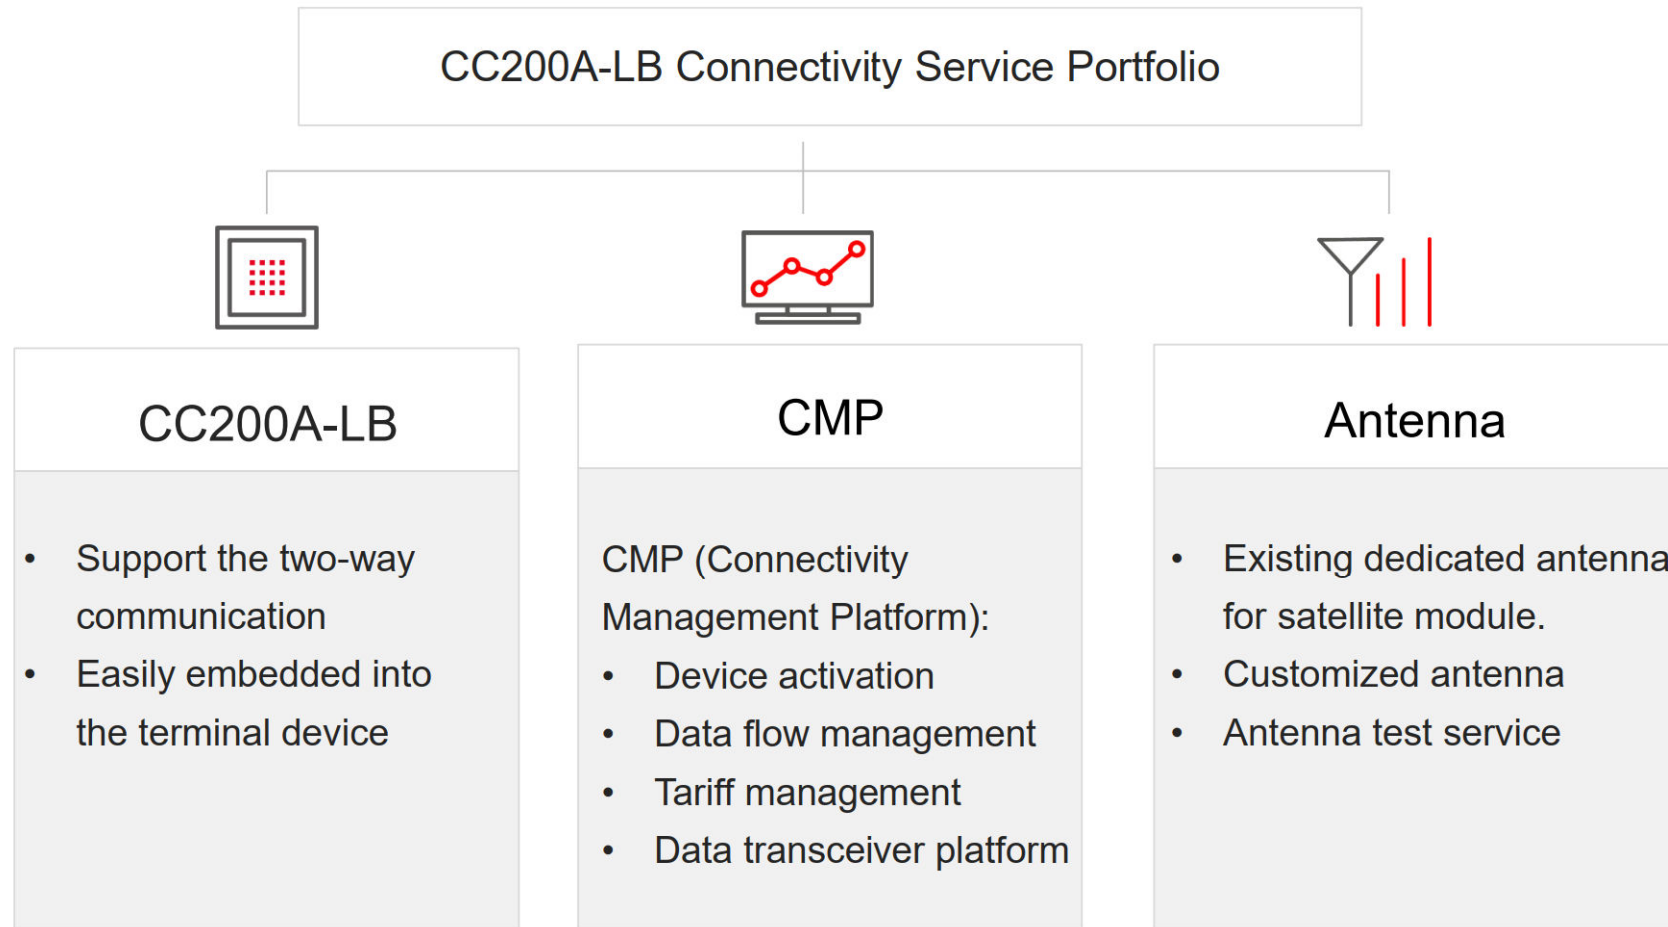 CC200A-LB Connectivity Service Portfolio
CC200A-LB
• Support the two-way
communication
• Easily embedded into
the terminal device
CMP
CMP (Connectivity
Management Platform):
• Device activation
• Data flow management
• Tariff management
• Data transceiver platform
Antenna
• Existing dedicated antenna
for satellite module.
• Customized antenna
• Antenna test service